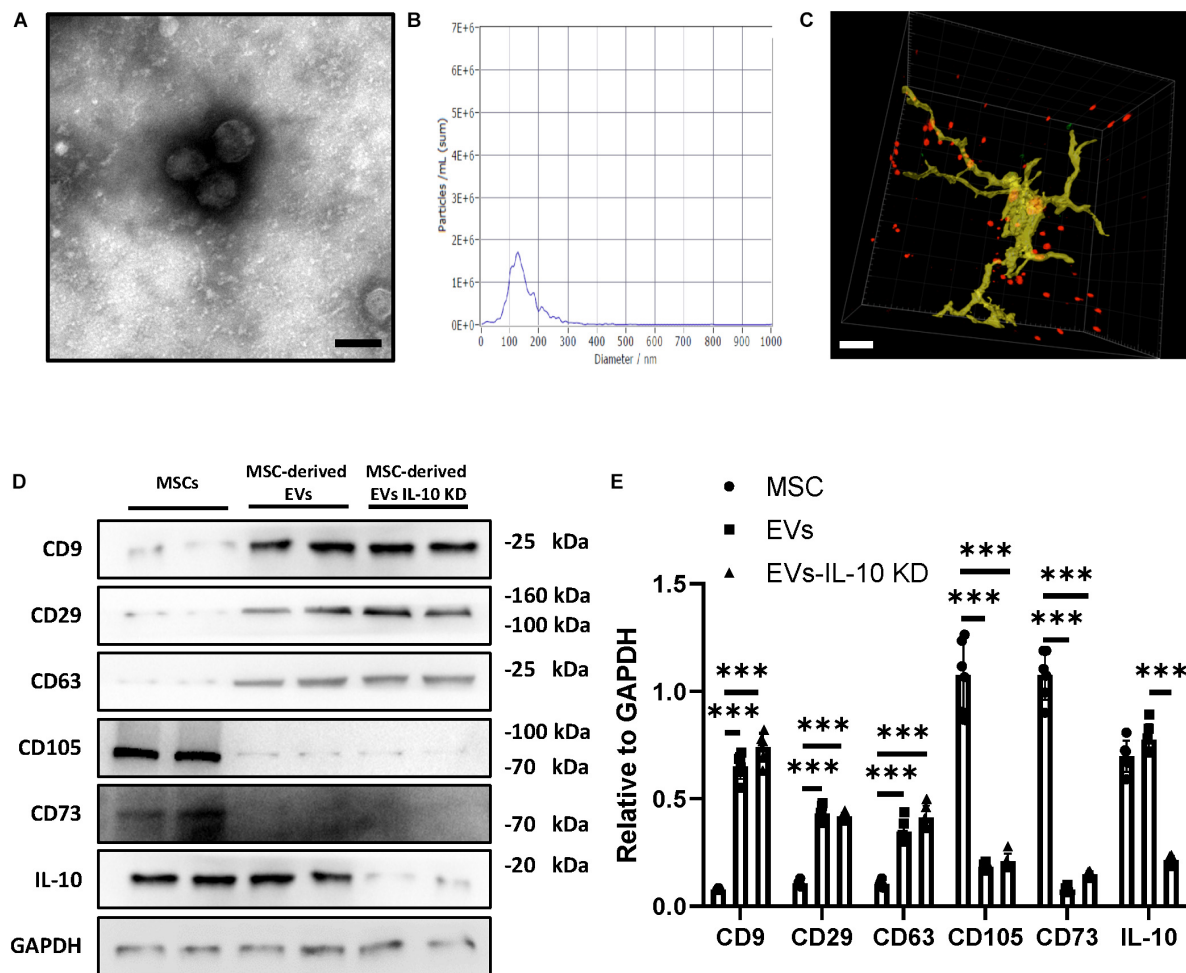 A
B
C
7E+6
6E+6
5E+6
4E+6
3E+6
2E+6
1E+6
0E+0
Particles /mL (sum)
0 100 200 300 400 500 600 700 800 900 1000
Diameter / nm
D
MSCs
MSC-derived
EVs
MSC-derived
EVs IL-10 KD
CD9
-25 kDa
CD29
-160 kDa
-100 kDa
CD63
-25 kDa
CD105
-100 kDa
-70 kDa
CD73
-70 kDa
IL-10
-20 kDa
GAPDH
E
MSC
EVs
EVs-IL-10 KD
Relative to GAPDH
1.5
1.0
0.5
0.0
*** ***
*** ***
*** ***
*** ***
*** ***
***
CD9 CD29 CD63 CD105 CD73 IL-10